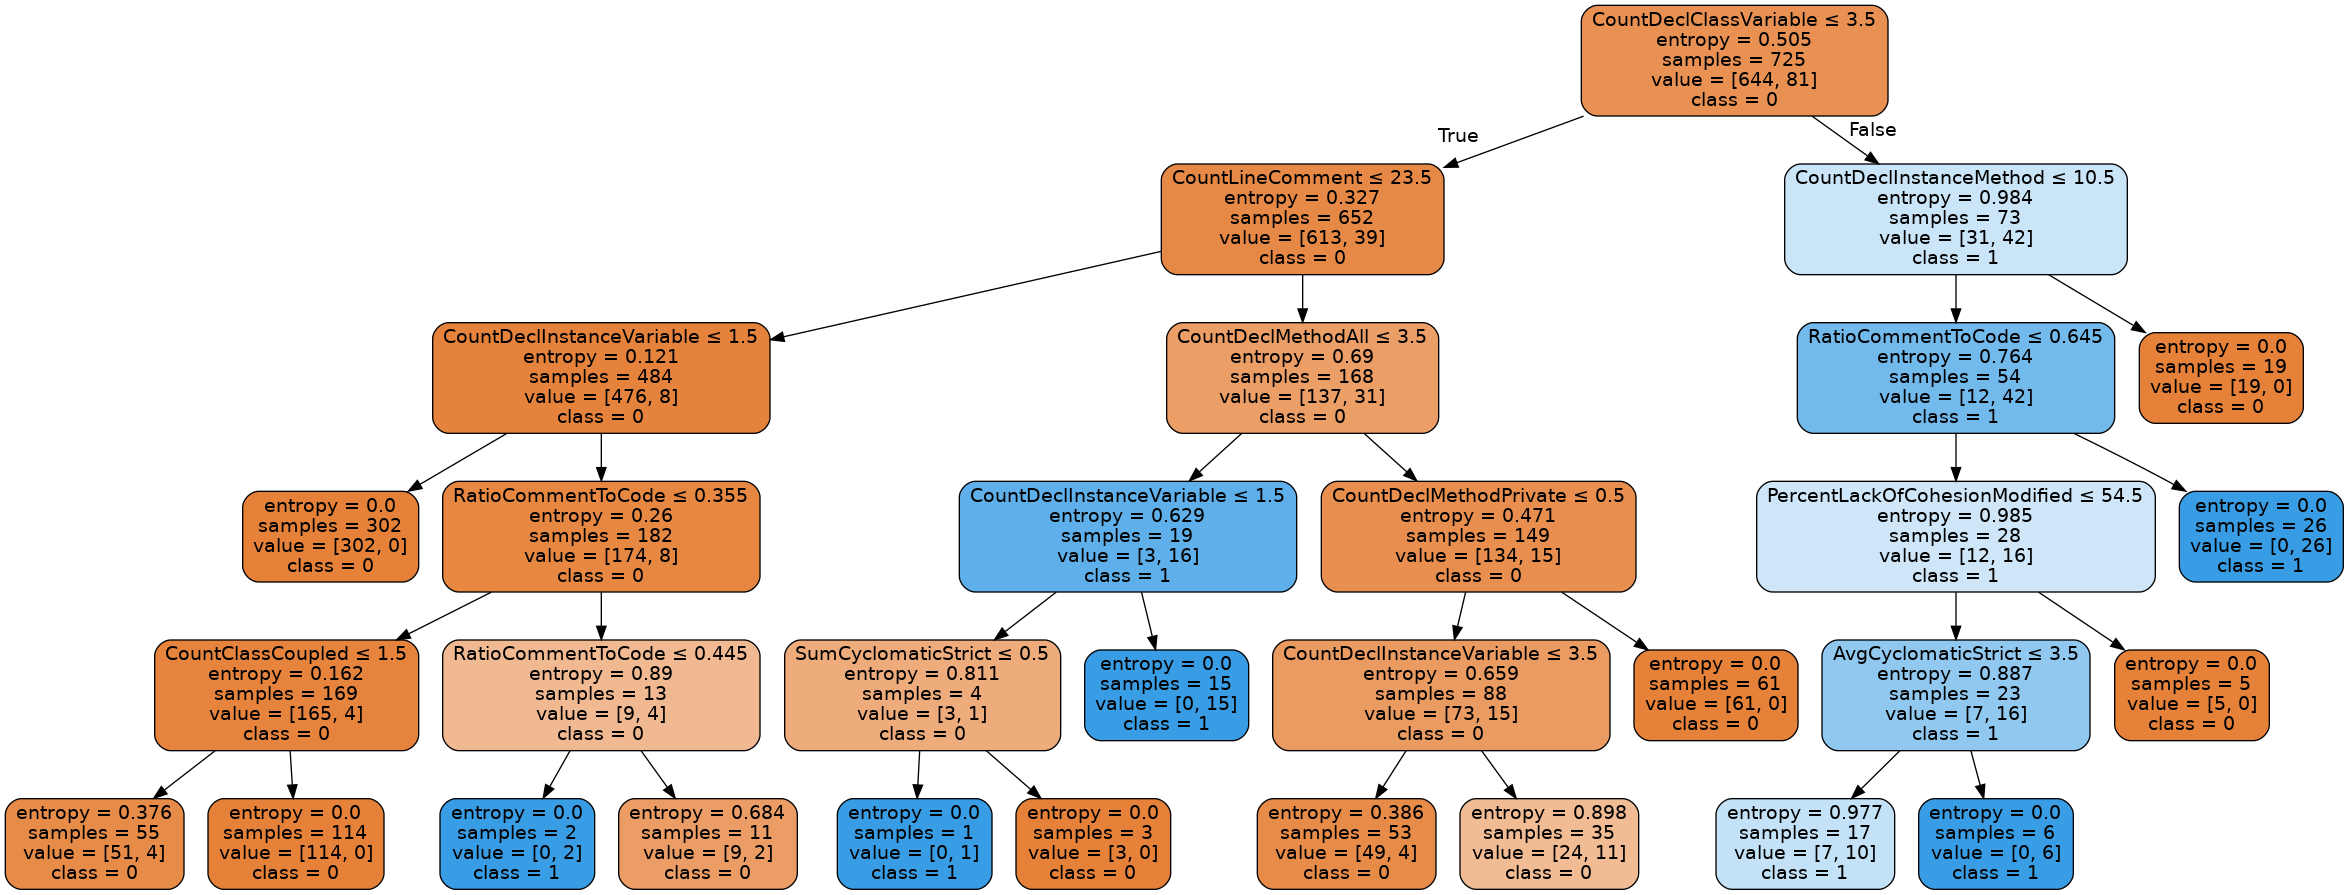 CountDeclClassVariable ≤ 3.5
entropy = 0.505
samples = 725
value = [644, 81]
class = 0
True
False
CountLineComment ≤ 23.5
entropy = 0.327
samples = 652
value = [613, 39]
class = 0
CountDeclInstanceMethod ≤ 10.5
entropy = 0.984
samples = 73
value = [31, 42]
class = 1
CountDeclInstanceVariable ≤ 1.5
entropy = 0.121
samples = 484
value = [476, 8]
class = 0
CountDeclMethodAll ≤ 3.5
entropy = 0.69
samples = 168
value = [137, 31]
class = 0
RatioCommentToCode ≤ 0.645
entropy = 0.764
samples = 54
value = [12, 42]
class = 1
entropy = 0.0
samples = 19
value = [19, 0]
class = 0
entropy = 0.0
samples = 302
value = [302, 0]
class = 0
RatioCommentToCode ≤ 0.355
entropy = 0.26
samples = 182
value = [174, 8]
class = 0
CountDeclInstanceVariable ≤ 1.5
entropy = 0.629
samples = 19
value = [3, 16]
class = 1
CountDeclMethodPrivate ≤ 0.5
entropy = 0.471
samples = 149
value = [134, 15]
class = 0
PercentLackOfCohesionModified ≤ 54.5
entropy = 0.985
samples = 28
value = [12, 16]
class = 1
entropy = 0.0
samples = 26
value = [0, 26]
class = 1
CountClassCoupled ≤ 1.5
entropy = 0.162
samples = 169
value = [165, 4]
class = 0
RatioCommentToCode ≤ 0.445
entropy = 0.89
samples = 13
value = [9, 4]
class = 0
SumCyclomaticStrict ≤ 0.5
entropy = 0.811
samples = 4
value = [3, 1]
class = 0
entropy = 0.0
samples = 15
value = [0, 15]
class = 1
CountDeclInstanceVariable ≤ 3.5
entropy = 0.659
samples = 88
value = [73, 15]
class = 0
entropy = 0.0
samples = 61
value = [61, 0]
class = 0
AvgCyclomaticStrict ≤ 3.5
entropy = 0.887
samples = 23
value = [7, 16]
class = 1
entropy = 0.0
samples = 5
value = [5, 0]
class = 0
entropy = 0.376
samples = 55
value = [51, 4]
class = 0
entropy = 0.0
samples = 114
value = [114, 0]
class = 0
entropy = 0.0
samples = 2
value = [0, 2]
class = 1
entropy = 0.684
samples = 11
value = [9, 2]
class = 0
entropy = 0.0
samples = 1
value = [0, 1]
class = 1
entropy = 0.0
samples = 3
value = [3, 0]
class = 0
entropy = 0.386
samples = 53
value = [49, 4]
class = 0
entropy = 0.898
samples = 35
value = [24, 11]
class = 0
entropy = 0.977
samples = 17
value = [7, 10]
class = 1
entropy = 0.0
samples = 6
value = [0, 6]
class = 1